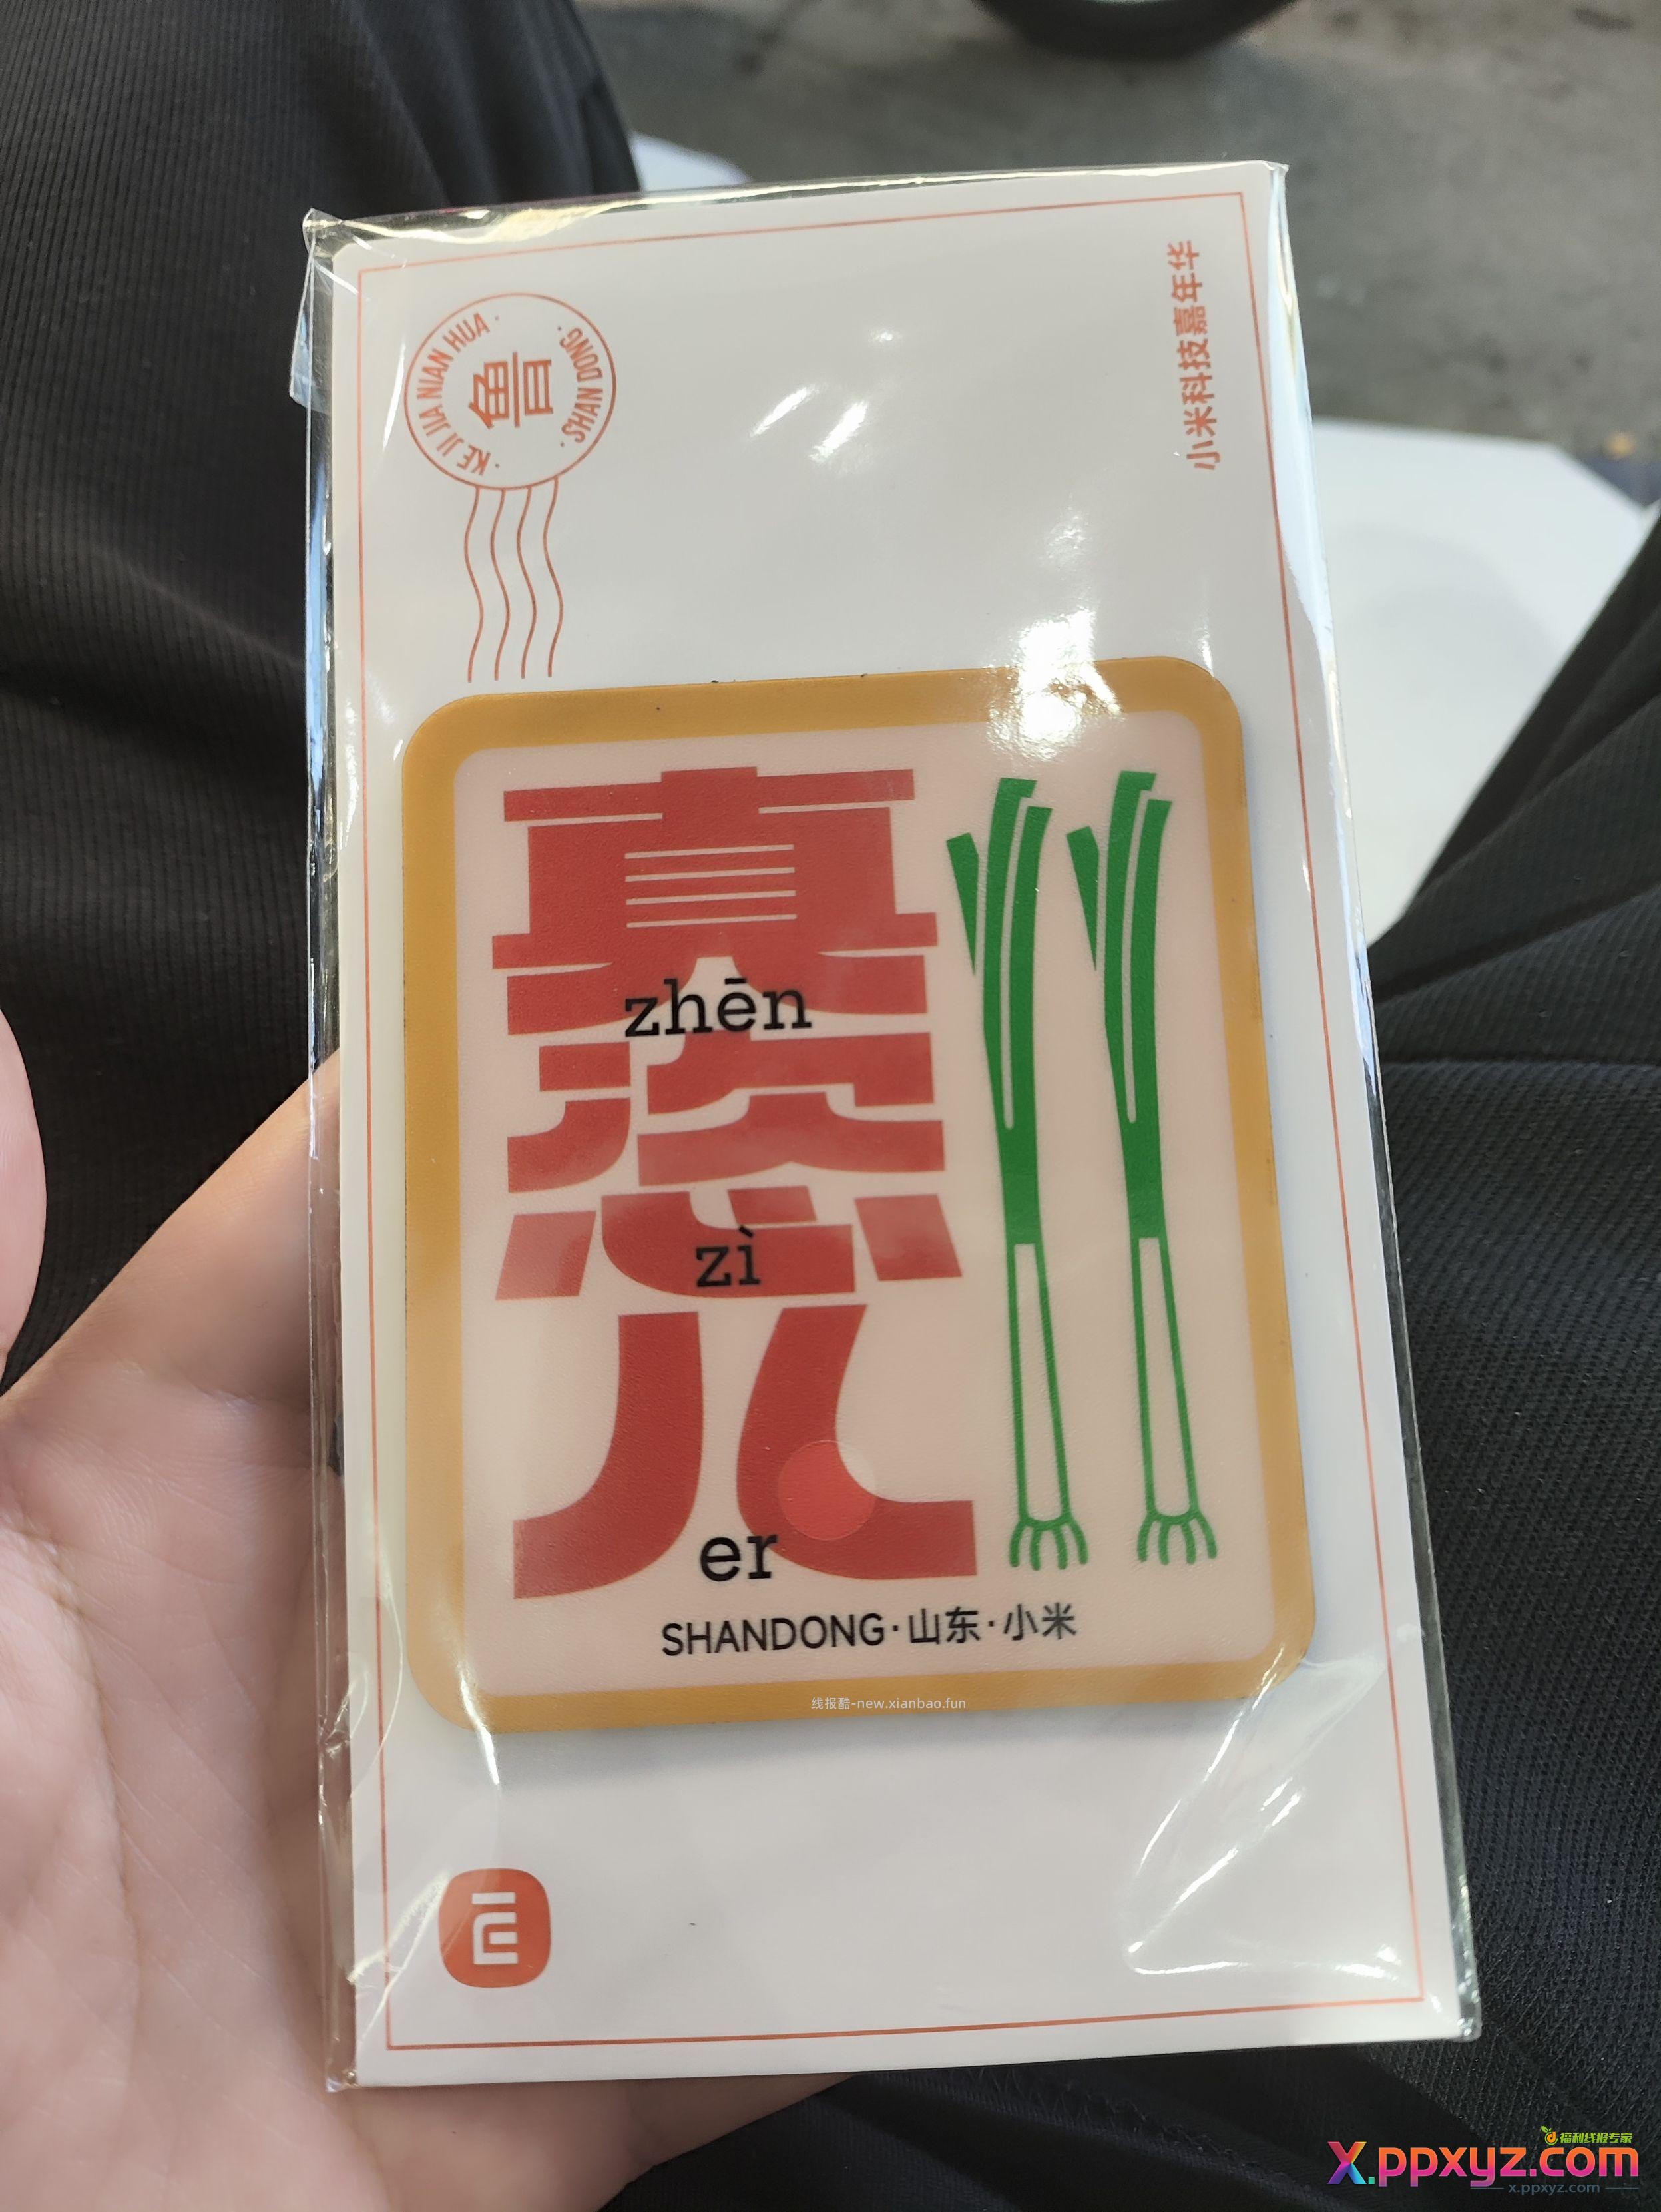 ·KE JI JIA NIAN HUA·
鲁
·SHAN DONG·
小米科技嘉年华
真
zhēn
恣
zì
儿
er
SHANDONG·山东·小米
线报酷-new.xianbao.fun
福利线报专家
X.ppxyz.com
x.ppxyz.com